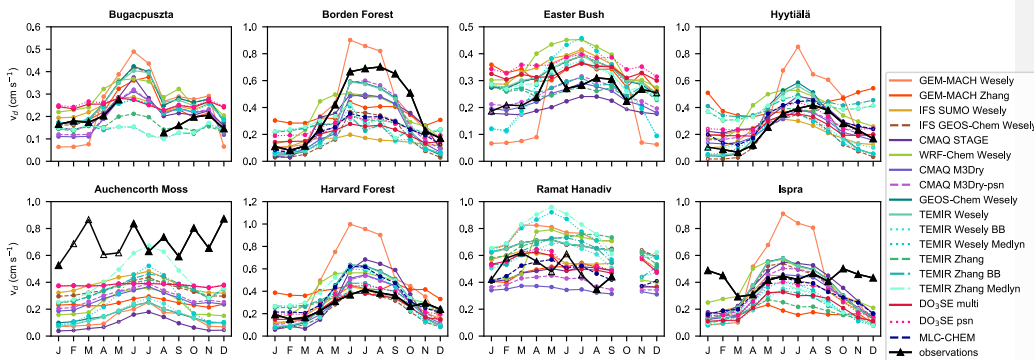 Bugacpuszta
Borden Forest
Easter Bush
Hyytiälä
0.6
0.4
0.3
0.2
0.1
0.0
v_d (cm s⁻¹)
1.0
0.8
0.6
0.4
0.2
0.0
0.5
0.4
0.3
0.2
0.1
0.0
1.0
0.8
0.6
0.4
0.2
0.0
Auchencorth Moss
Harvard Forest
Ramat Hanadiv
Ispra
1.0
0.8
0.6
0.4
0.2
0.0
v_d (cm s⁻¹)
J F M A M J J A S O N D
1.2
1.0
0.8
0.6
0.4
0.2
0.0
J F M A M J J A S O N D
1.0
0.8
0.6
0.4
0.2
0.0
J F M A M J J A S O N D
1.0
0.8
0.6
0.4
0.2
0.0
J F M A M J J A S O N D
GEM-MACH Wesely
GEM-MACH Zhang
IFS SUMO Wesely
IFS GEOS-Chem Wesely
CMAQ STAGE
WRF-Chem Wesely
CMAQ M3Dry
CMAQ M3Dry-psn
GEOS-Chem Wesely
TEMIR Wesely
TEMIR Wesely BB
TEMIR Wesely Medlyn
TEMIR Zhang
TEMIR Zhang BB
TEMIR Zhang Medlyn
DO₃SE multi
DO₃SE psn
MLC-CHEM
observations